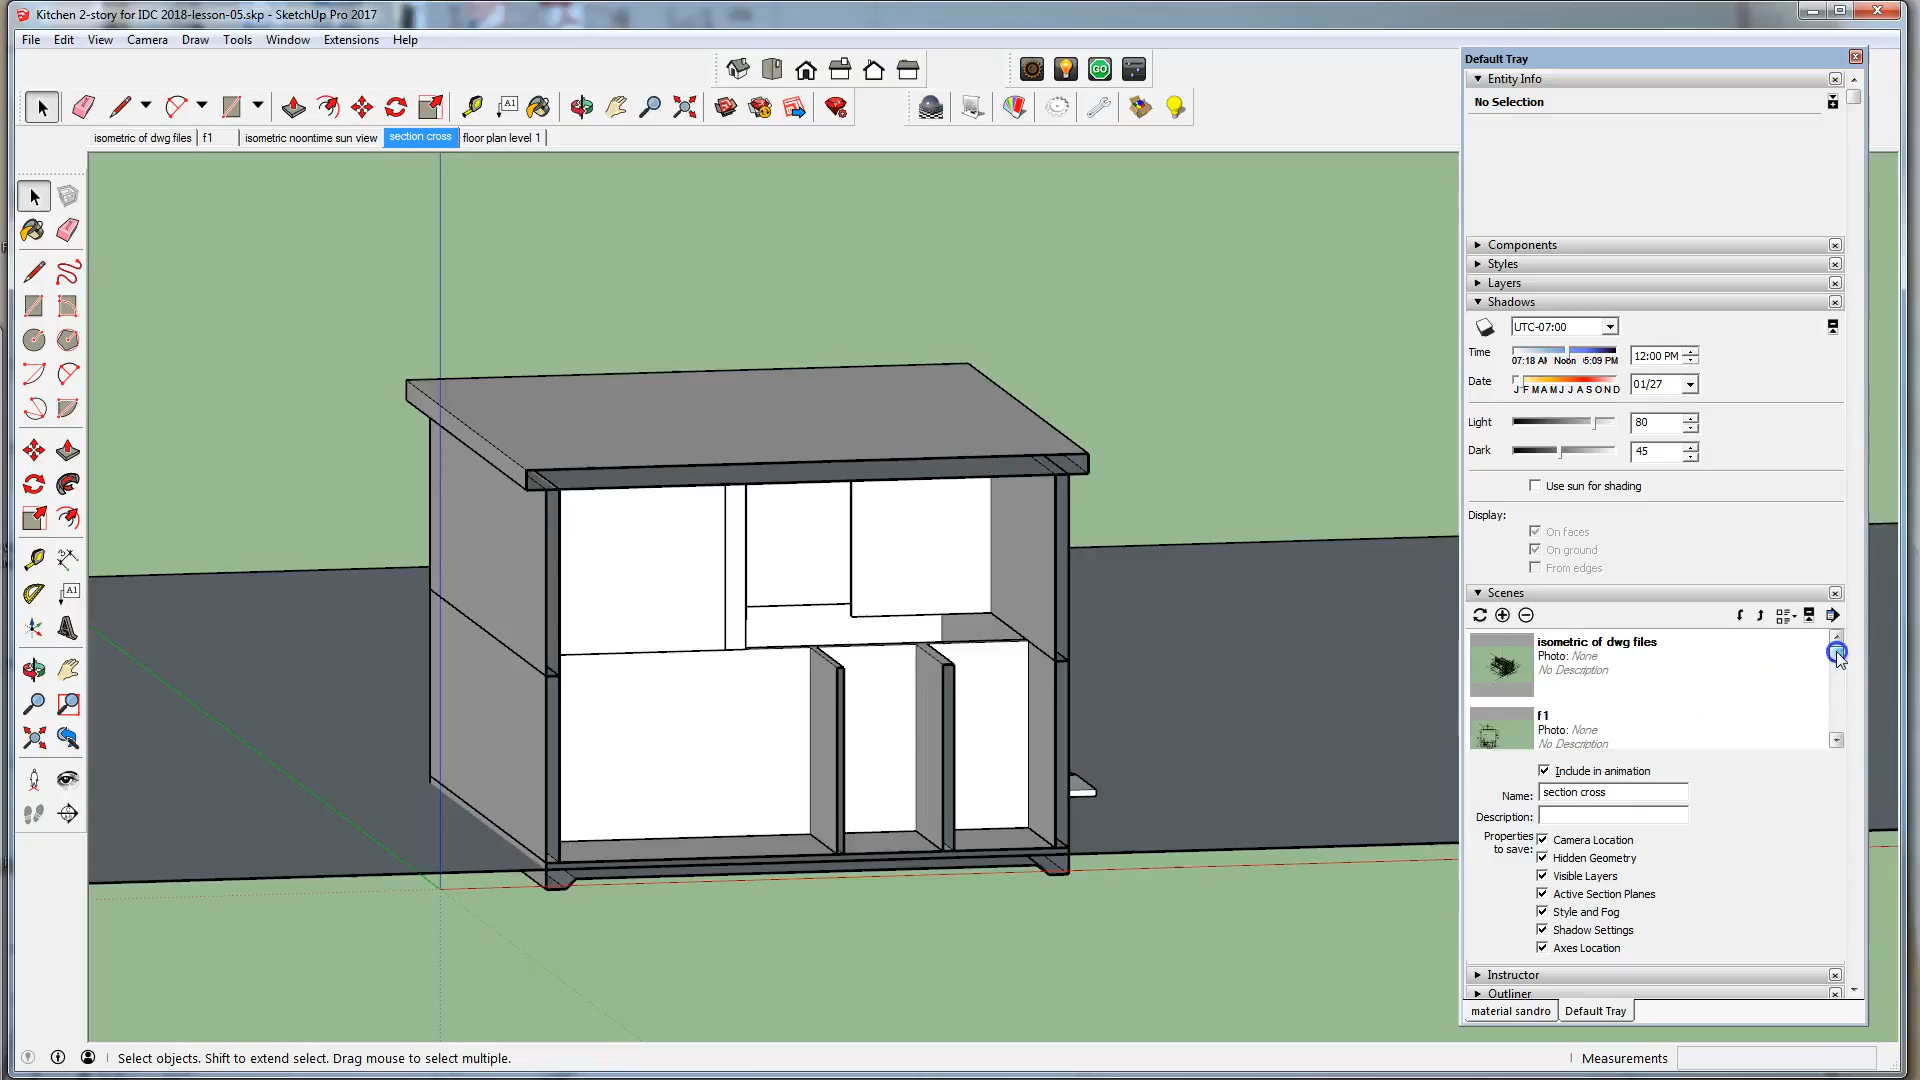 Kitchen 2-story for IDC 2018-lesson-05.skp - SketchUp Pro 2017
File Edit View Camera Draw Tools Window Extensions Help
GO
A1
isometric of dwg files f1 isometric noontime sun view section cross floor plan level 1
A1
Default Tray
Entity Info
No Selection
Components
Styles
Layers
Shadows
UTC-07:00
Time
07:18 AM Noon 05:09 PM
12:00 PM
Date
J F M A M J J A S O N D
01/27
Light 80
Dark 45
Use sun for shading
Display:
On faces
On ground
From edges
Scenes
isometric of dwg files
Photo: None
No Description
f1
Photo: None
No Description
Include in animation
Name: section cross
Description:
Properties to save:
Camera Location
Hidden Geometry
Visible Layers
Active Section Planes
Style and Fog
Shadow Settings
Axes Location
Instructor
Outliner
material sandro Default Tray
Select objects. Shift to extend select. Drag mouse to select multiple.
Measurements